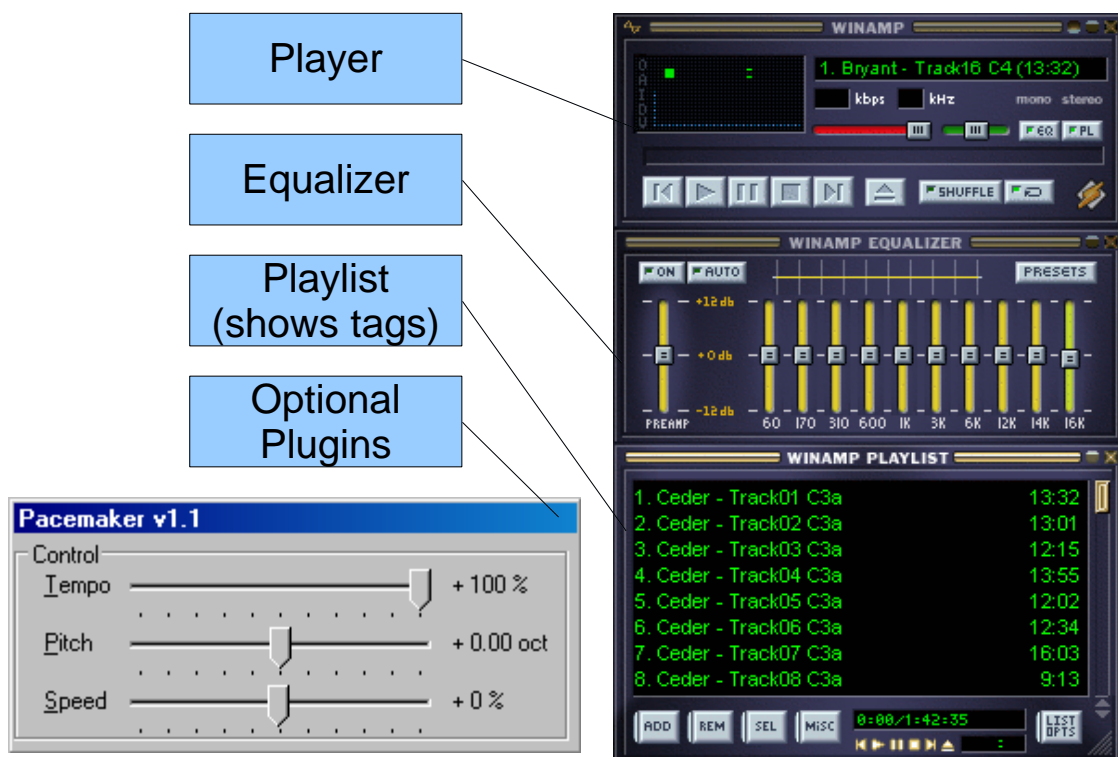 Player
Equalizer
Playlist
(shows tags)
Optional
Plugins
Pacemaker v1.1
Control
Tempo + 100 %
Pitch + 0.00 oct
Speed + 0 %
WINAMP
O
A
I
D
V
1. Bryant - Track16 C4 (13:32)
kbps kHz mono stereo
EQ PL
SHUFFLE
WINAMP EQUALIZER
ON AUTO PRESETS
+12 db
+0 db
-12 db
PREAMP 60 170 310 600 1K 3K 6K 12K 14K 16K
WINAMP PLAYLIST
1. Ceder - Track01 C3a 13:32
2. Ceder - Track02 C3a 13:01
3. Ceder - Track03 C3a 12:15
4. Ceder - Track04 C3a 13:55
5. Ceder - Track05 C3a 12:02
6. Ceder - Track06 C3a 12:34
7. Ceder - Track07 C3a 16:03
8. Ceder - Track08 C3a 9:13
ADD REM SEL MISC 0:00/1:42:35 LIST
OPTS